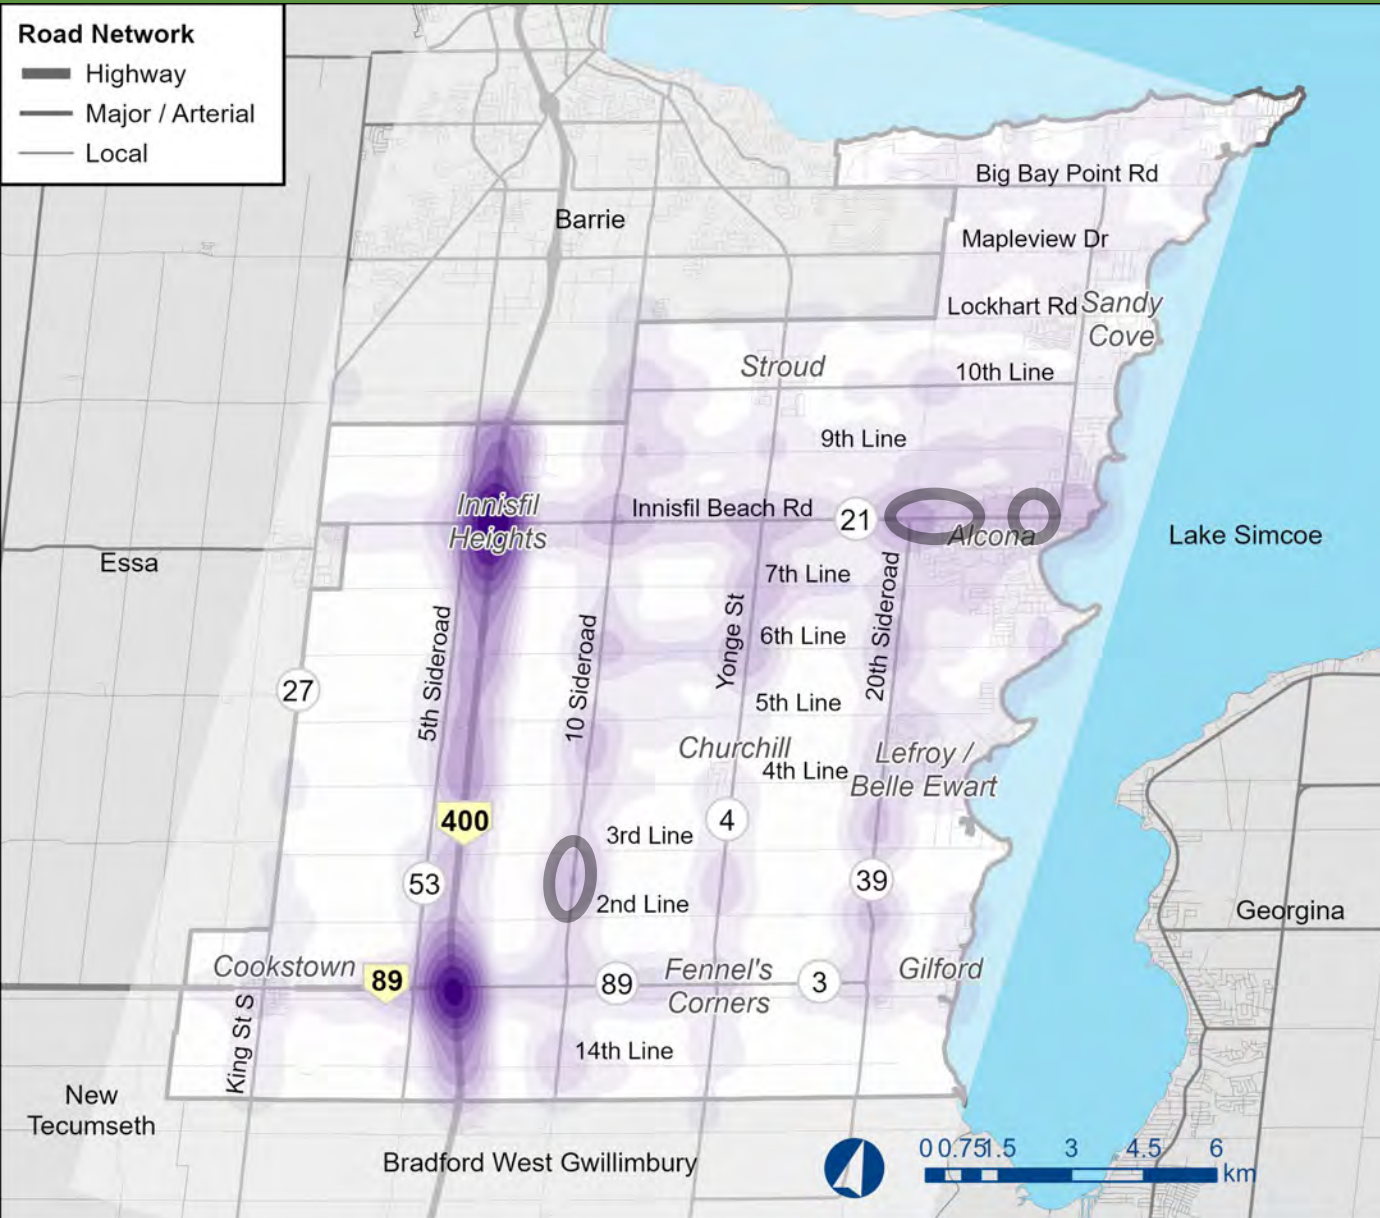 Road Network
Highway
Major / Arterial
Local
Big Bay Point Rd
Barrie
Mapleview Dr
Lockhart Rd
Sandy
Cove
Stroud
10th Line
9th Line
Innisfil
Heights
Innisfil Beach Rd
21
Alcona
Lake Simcoe
Essa
7th Line
5th Sideroad
10 Sideroad
Yonge St
20th Sideroad
6th Line
27
5th Line
Churchill
4th Line
Lefroy /
Belle Ewart
400
3rd Line
4
53
39
2nd Line
Georgina
Cookstown
89
89
Fennel's
Corners
3
Gilford
King St S
14th Line
New
Tecumseth
Bradford West Gwillimbury
0 0.75 1.5 3 4.5 6
km